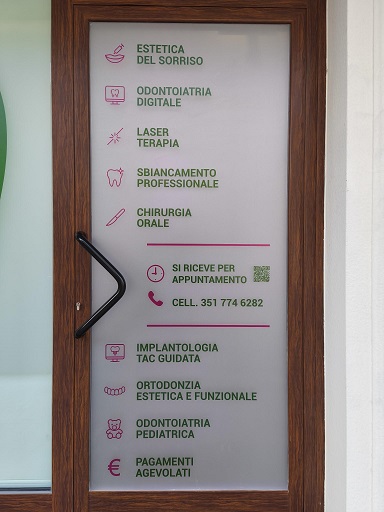 ESTETICA
DEL SORRISO
ODONTOIATRIA
DIGITALE
LASER
TERAPIA
SBIANCAMENTO
PROFESSIONALE
CHIRURGIA
ORALE
SI RICEVE PER
APPUNTAMENTO
CELL. 351 774 6282
IMPLANTOLOGIA
TAC GUIDATA
ORTODONZIA
ESTETICA E FUNZIONALE
ODONTOIATRIA
PEDIATRICA
€ PAGAMENTI
AGEVOLATI